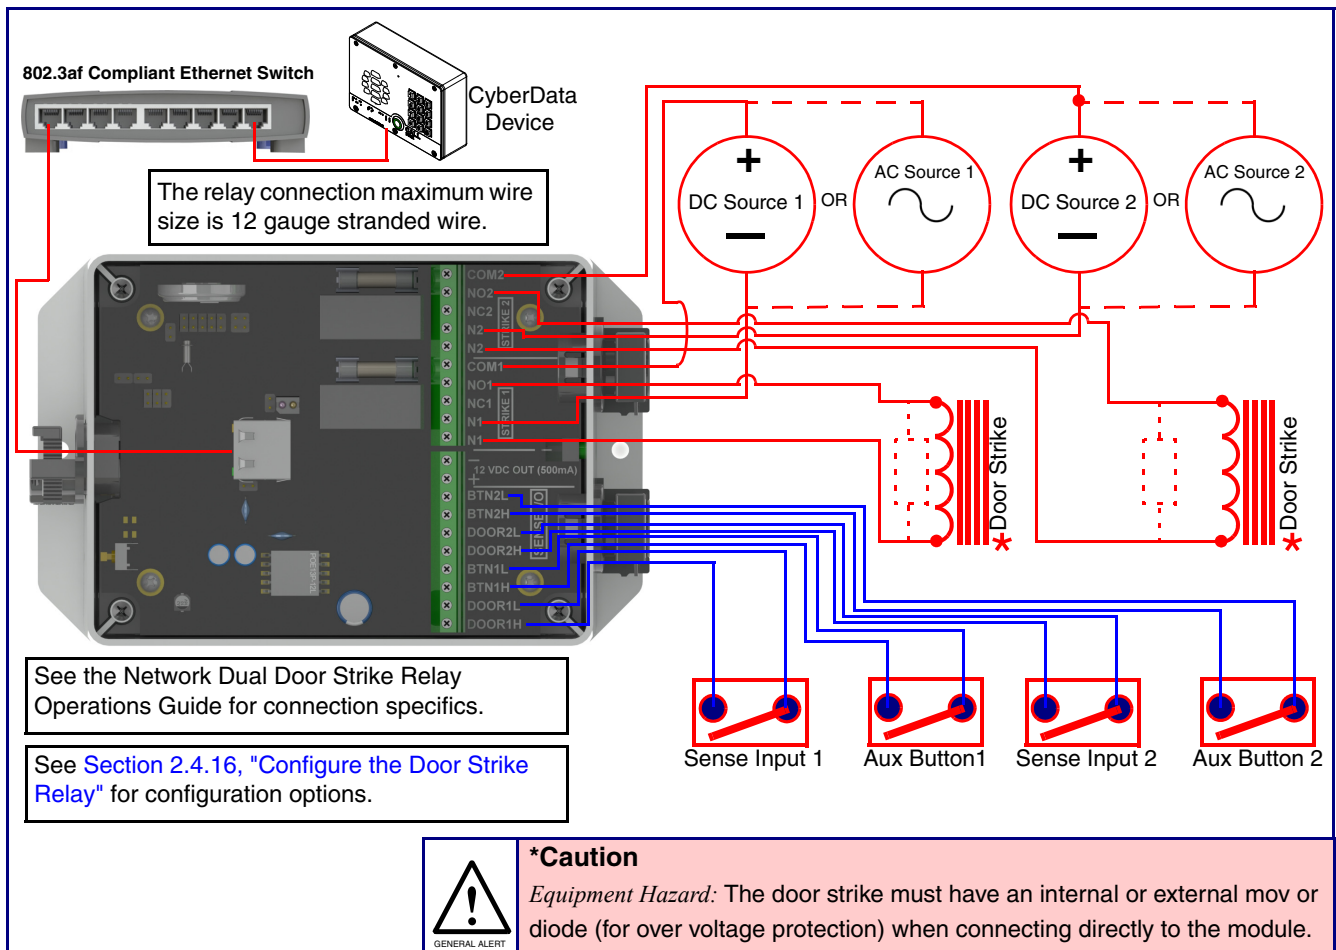 802.3af Compliant Ethernet Switch
CyberData
Device
The relay connection maximum wire
size is 12 gauge stranded wire.
+
DC Source 1
—
OR
AC Source 1
+
DC Source 2
—
OR
AC Source 2
COM2
NO2
NC2
N2
N2
STRIKE 2
COM1
NO1
NC1
N1
N1
STRIKE 1
—
12 VDC OUT (500mA)
+
BTN2L
BTN2H
DOOR2L
DOOR2H
BTN1L
BTN1H
DOOR1L
DOOR1H
SENSE I/O
*Door Strike
*Door Strike
Sense Input 1
Aux Button1
Sense Input 2
Aux Button 2
See the Network Dual Door Strike Relay
Operations Guide for connection specifics.
See Section 2.4.16, "Configure the Door Strike
Relay" for configuration options.
GENERAL ALERT
*Caution
Equipment Hazard: The door strike must have an internal or external mov or
diode (for over voltage protection) when connecting directly to the module.